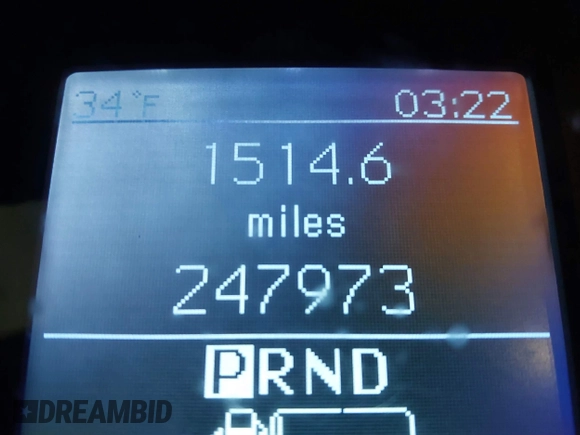 34°F 03:22
1514.6
miles
247973
PRND
DREAMBID